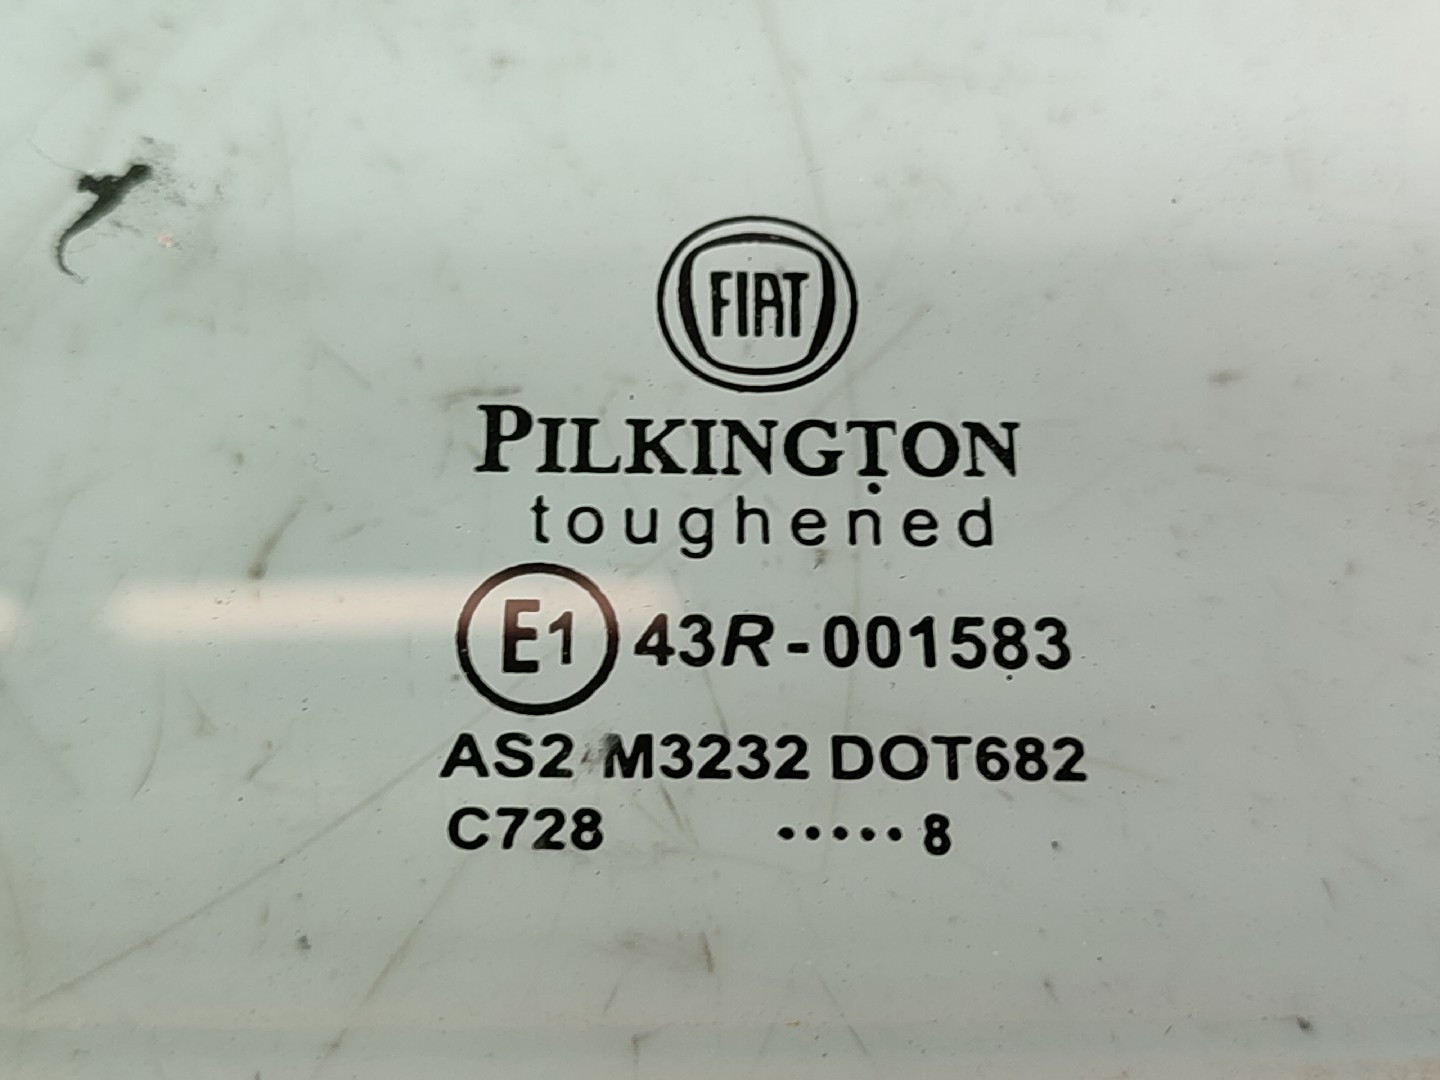 FIAT
PILKINGTON
toughened
E1 43R-001583
AS2 M3232 DOT682
C728 •••••8